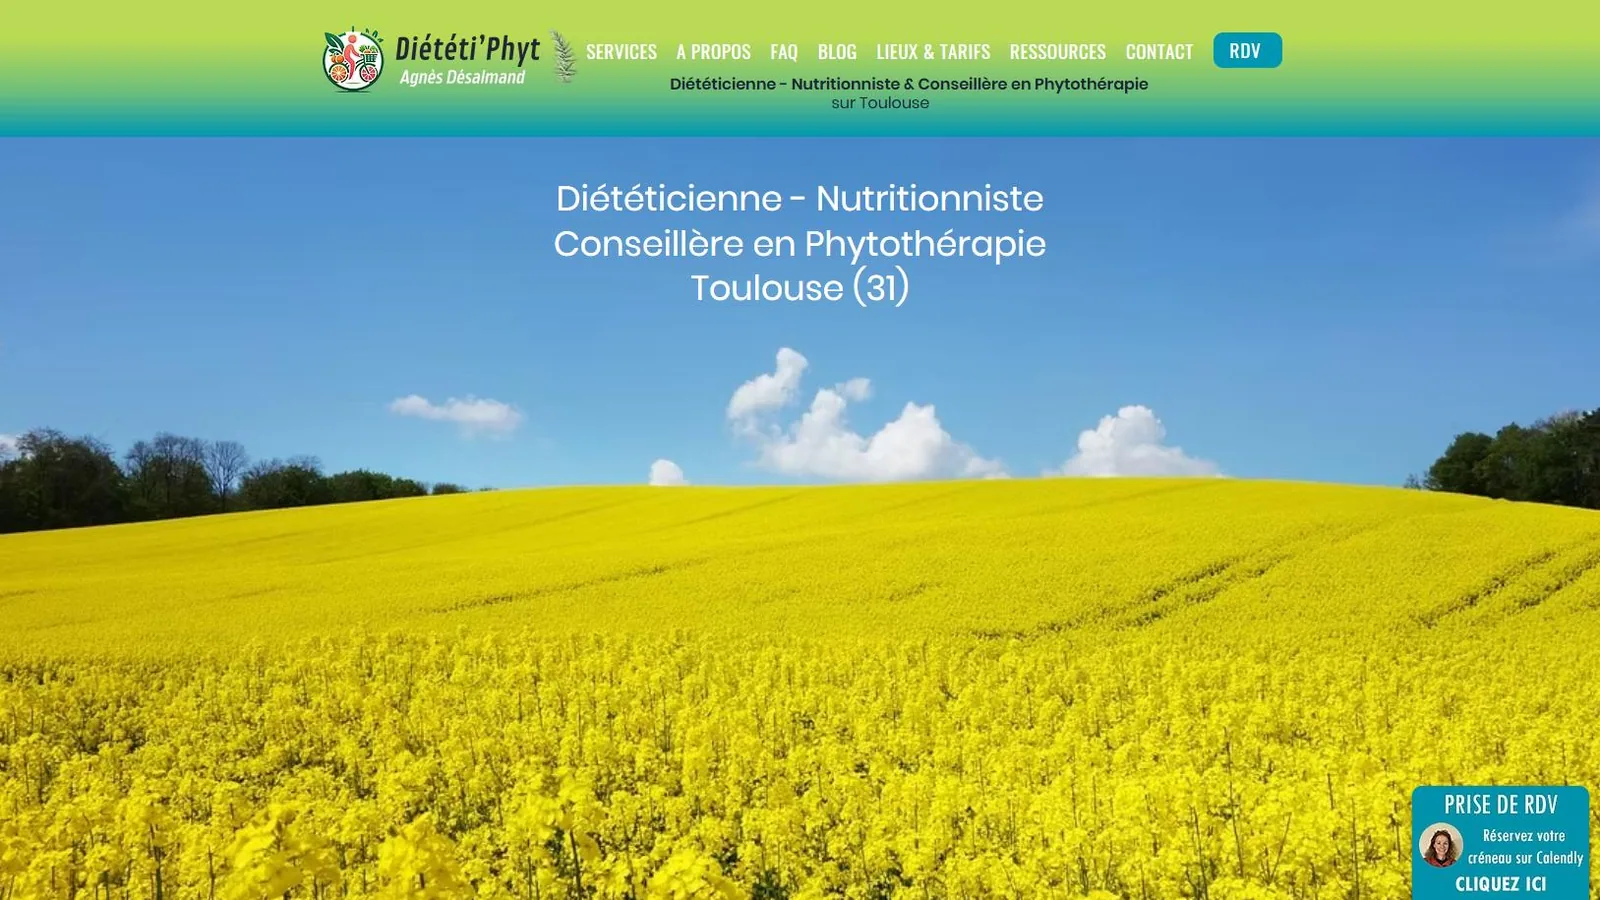 Diététi'Phyt
Agnès Désalmand
SERVICES A PROPOS FAQ BLOG LIEUX & TARIFS RESSOURCES CONTACT RDV
Diététicienne - Nutritionniste & Conseillère en Phytothérapie
sur Toulouse
Diététicienne - Nutritionniste
Conseillère en Phytothérapie
Toulouse (31)
PRISE DE RDV
Réservez votre
créneau sur Calendly
CLIQUEZ ICI